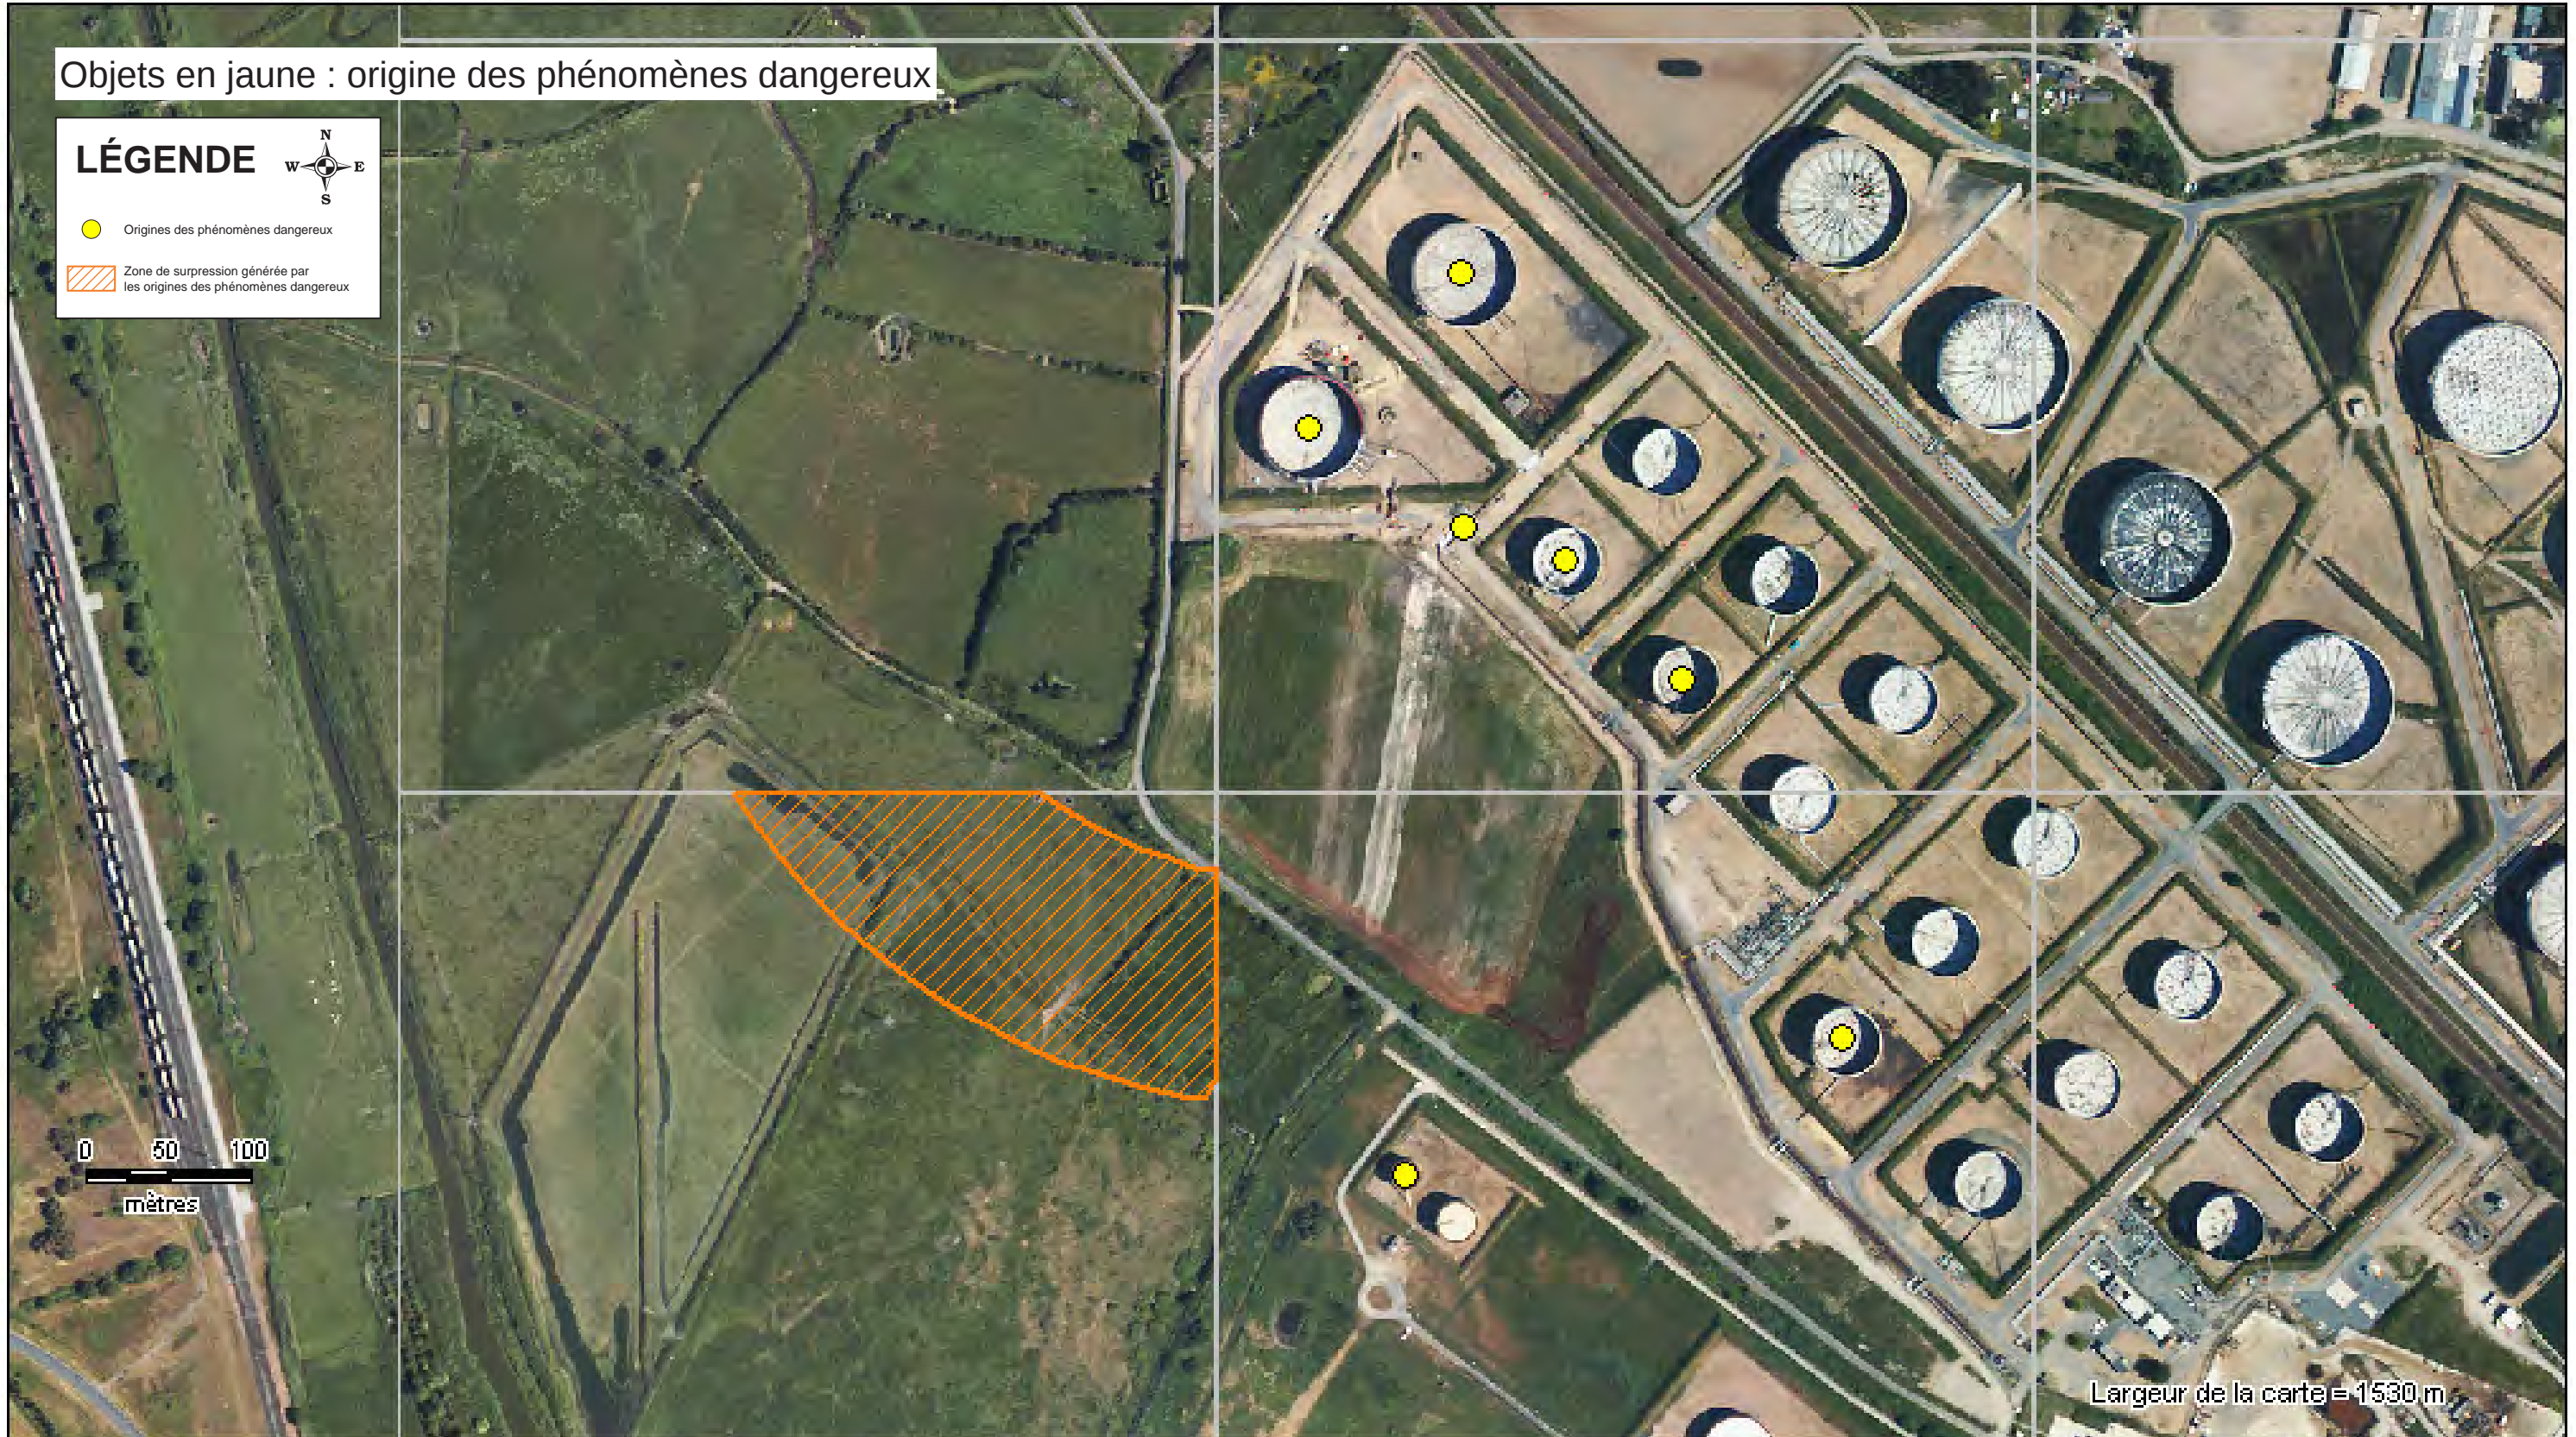 Objets en jaune : origine des phénomènes dangereux
LÉGENDE
N
W E
S
Origines des phénomènes dangereux
Zone de surpression générée par
les origines des phénomènes dangereux
0 50 100
mètres
Largeur de la carte = 1530 m